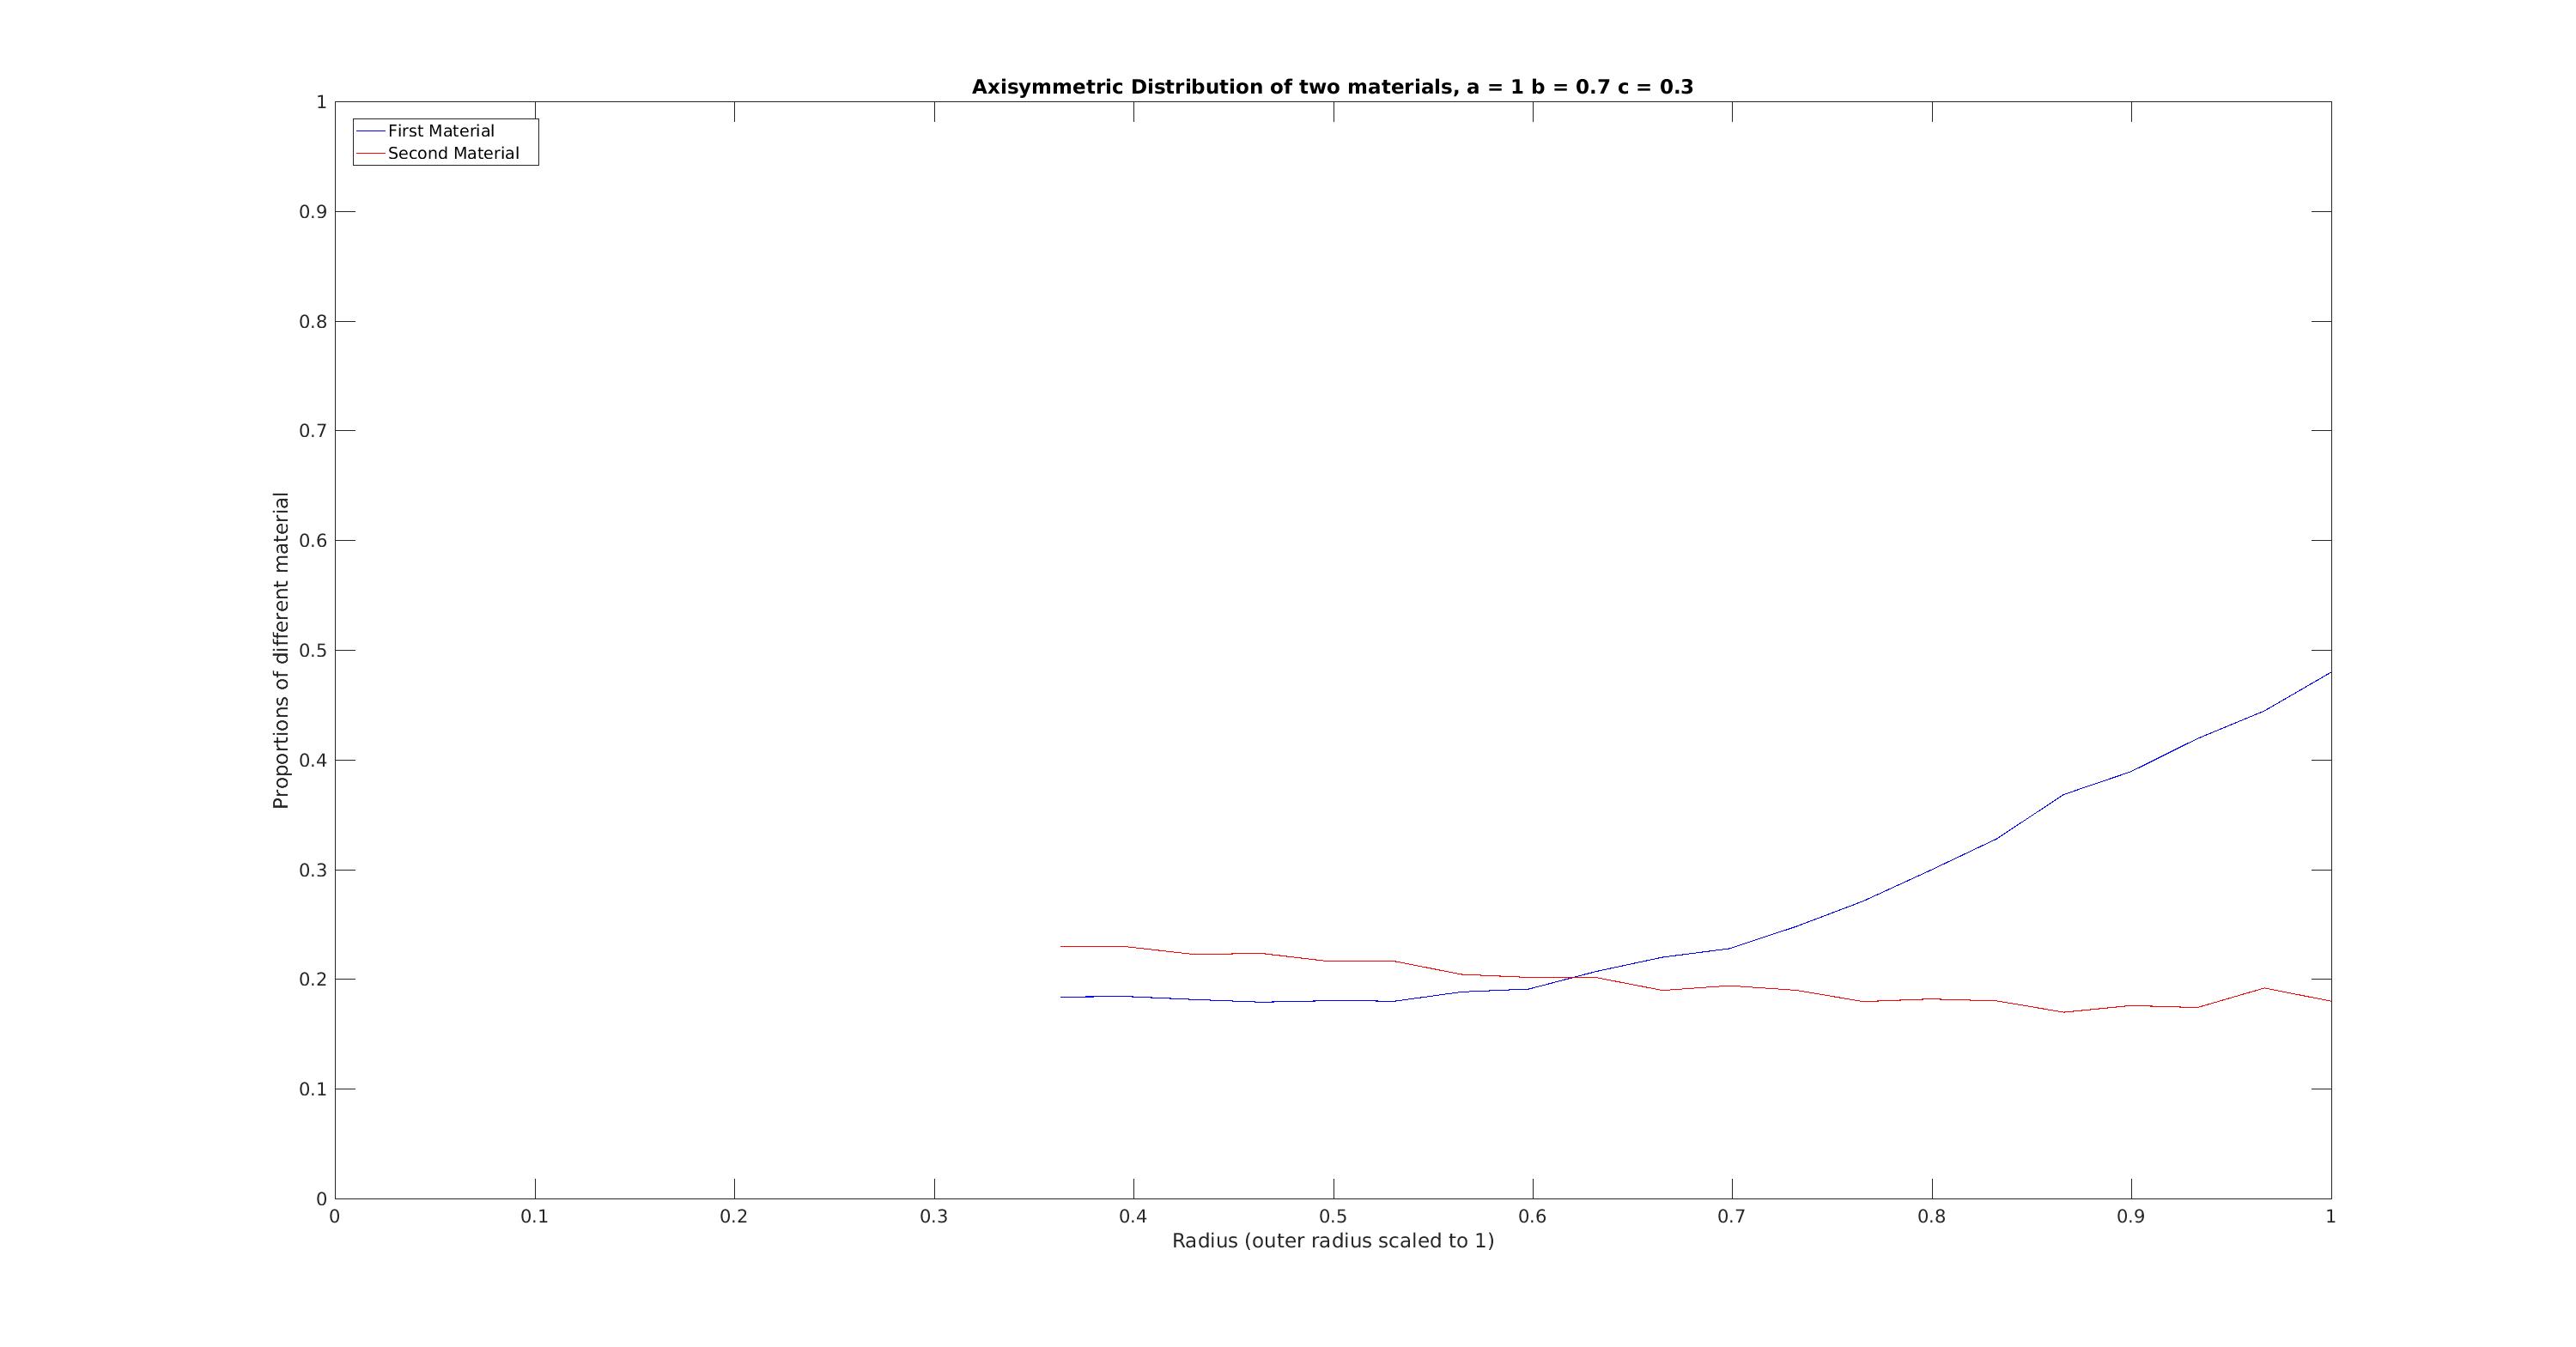 Axisymmetric Distribution of two materials, a = 1 b = 0.7 c = 0.3
First Material
Second Material
1
0.9
0.8
0.7
0.6
0.5
0.4
0.3
0.2
0.1
0
Proportions of different material
0 0.1 0.2 0.3 0.4 0.5 0.6 0.7 0.8 0.9 1
Radius (outer radius scaled to 1)